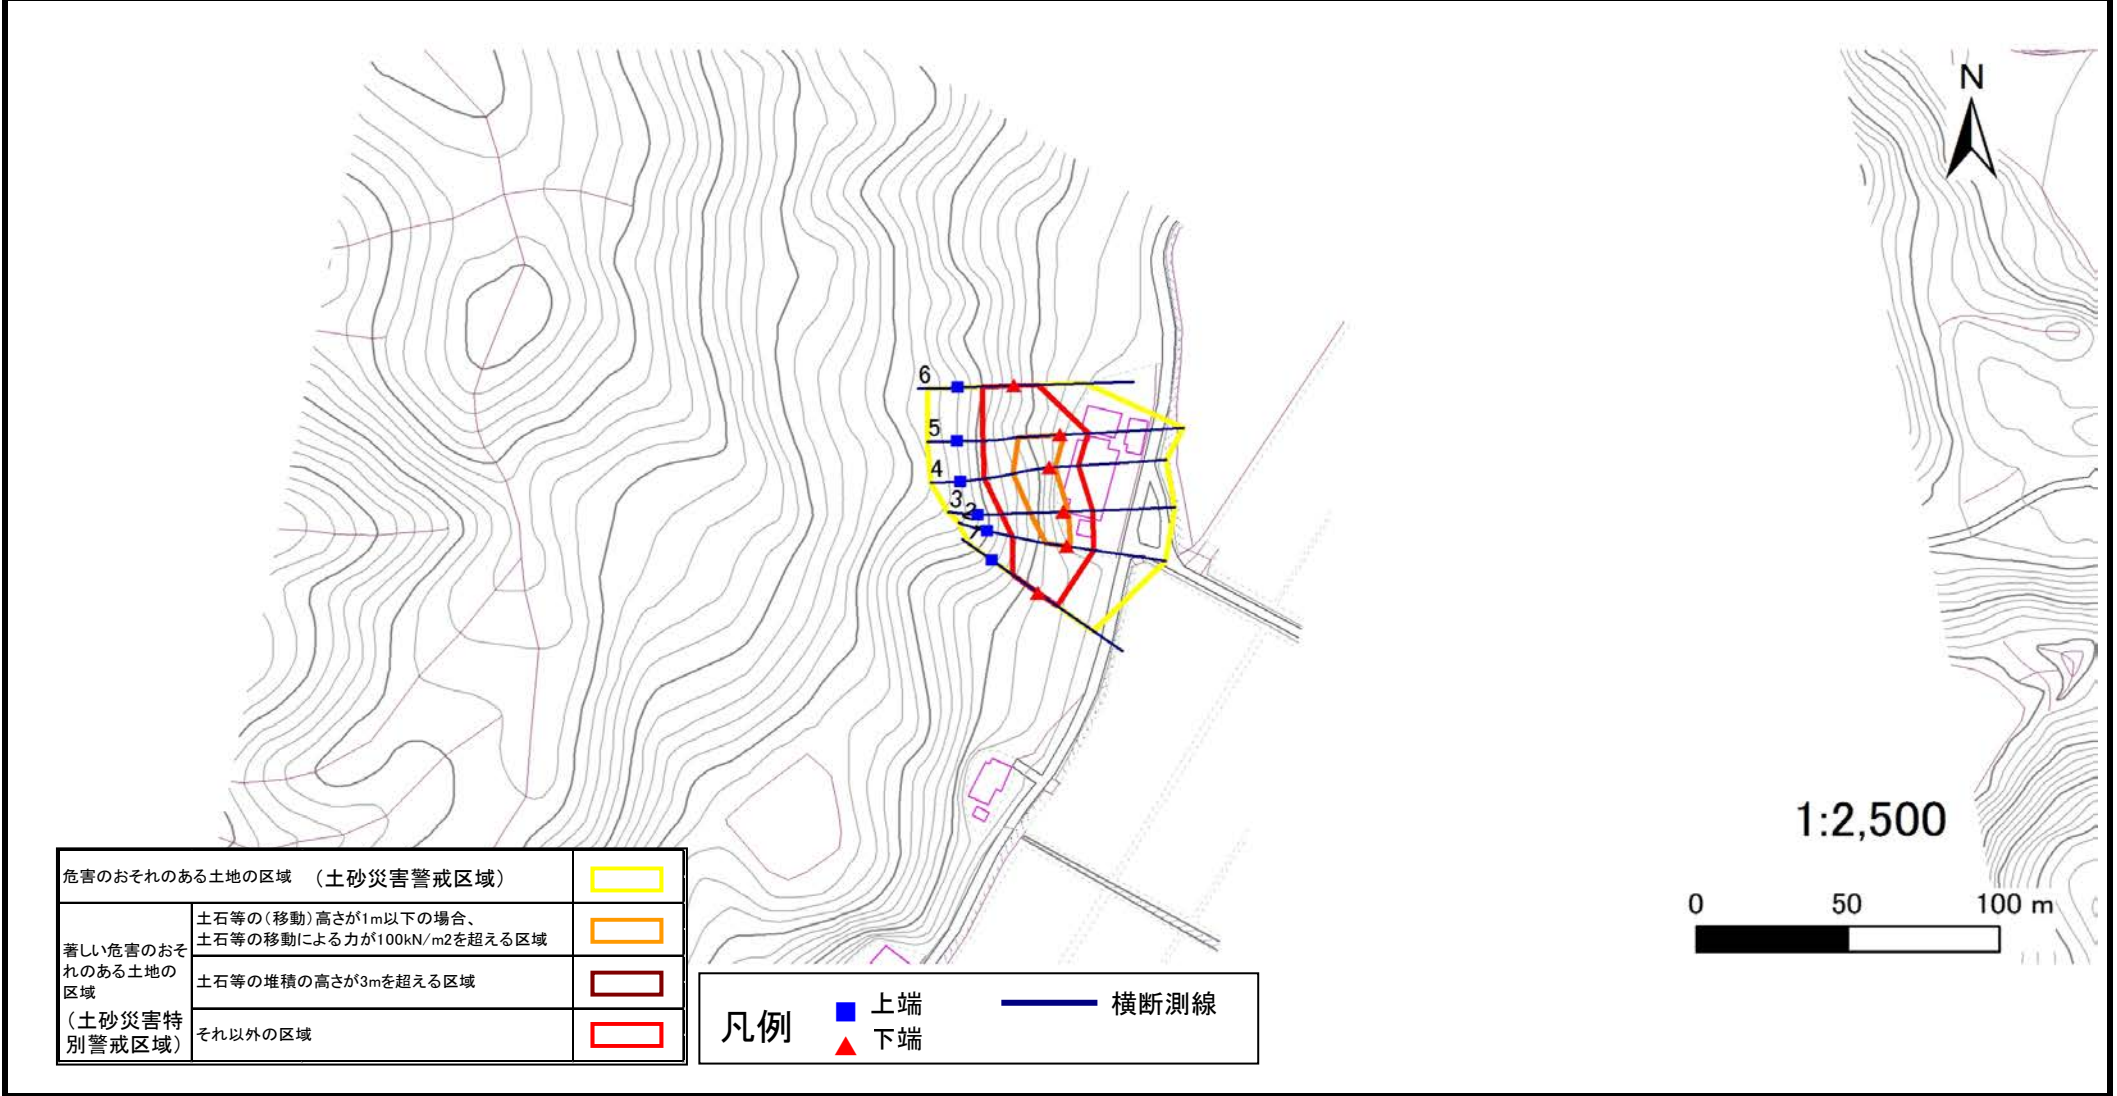 N
6
5
4
3
2
1:2,500
0 50 100 m
危害のおそれのある土地の区域 (土砂災害警戒区域)
著しい危害のおそ
れのある土地の
区域
(土砂災害特
別警戒区域)
土石等の(移動)高さが1m以下の場合、
土石等の移動による力が100kN/m2を超える区域
土石等の堆積の高さが3mを超える区域
それ以外の区域
凡例
上端
下端
横断測線